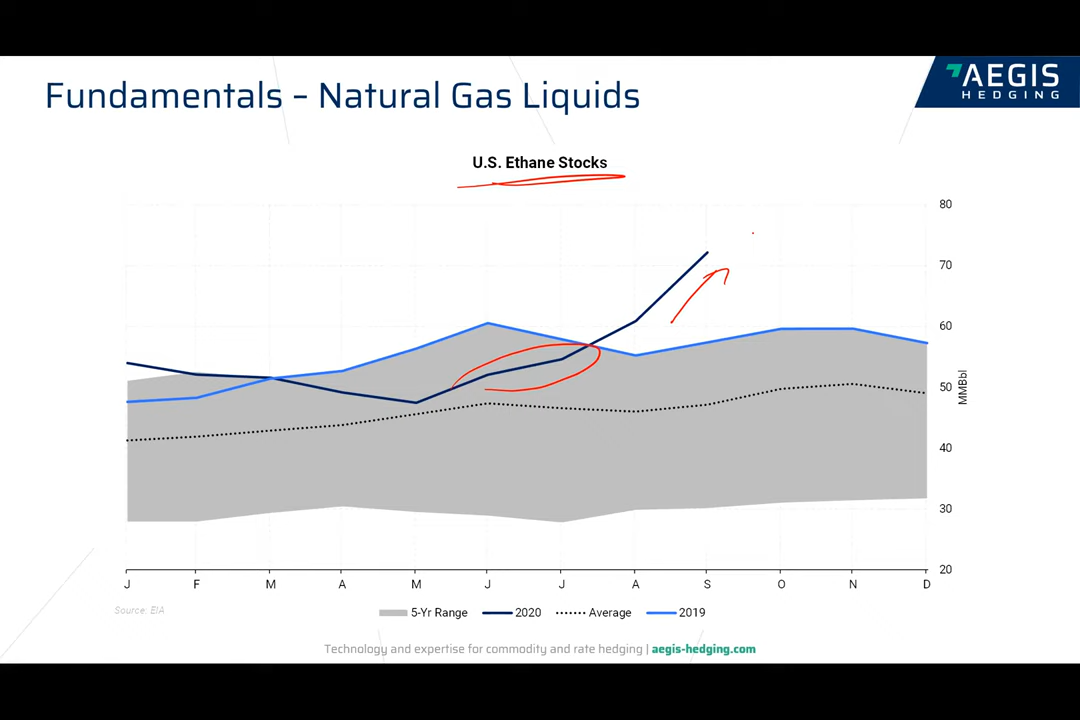 AEGIS
HEDGING
Fundamentals – Natural Gas Liquids
U.S. Ethane Stocks
80
70
60
50
40
30
20
MMBbl
J F M A M J J A S O N D
Source: EIA
5-Yr Range 2020 Average 2019
Technology and expertise for commodity and rate hedging | aegis-hedging.com